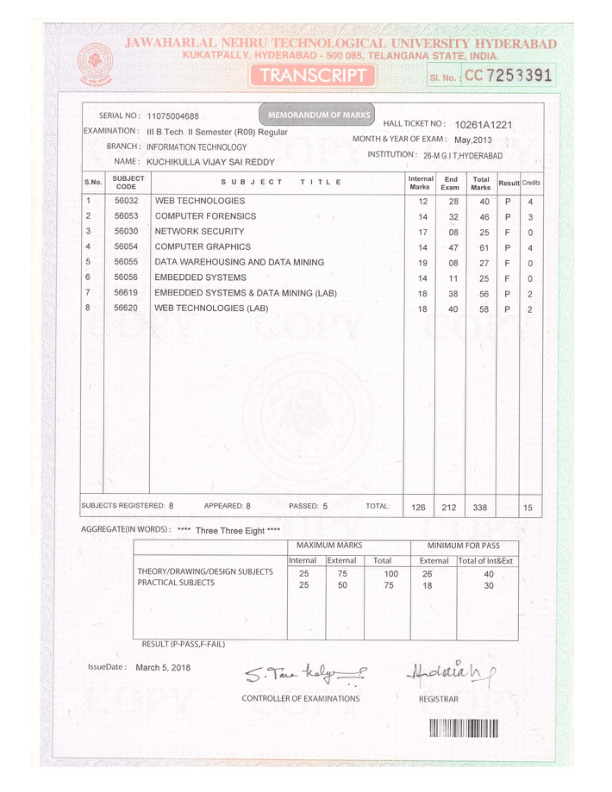 JAWAHARLAL NEHRU TECHNOLOGICAL UNIVERSITY HYDERABAD
KUKATPALLY, HYDERABAD - 500 085, TELANGANA STATE, INDIA.
TRANSCRIPT
SI. No. : CC 7253391
SERIAL NO : 11075004688
MEMORANDUM OF MARKS
HALL TICKET NO : 10261A1221
EXAMINATION : III B.Tech. II Semester (R09) Regular
MONTH & YEAR OF EXAM : May,2013
BRANCH : INFORMATION TECHNOLOGY
INSTITUTION : 26-M G I T,HYDERABAD
NAME : KUCHIKULLA VIJAY SAI REDDY
S.No. SUBJECT CODE SUBJECT TITLE Internal Marks End Exam Total Marks Result Credits
1 56032 WEB TECHNOLOGIES 12 28 40 P 4
2 56053 COMPUTER FORENSICS 14 32 46 P 3
3 56030 NETWORK SECURITY 17 08 25 F 0
4 56054 COMPUTER GRAPHICS 14 47 61 P 4
5 56055 DATA WAREHOUSING AND DATA MINING 19 08 27 F 0
6 56056 EMBEDDED SYSTEMS 14 11 25 F 0
7 56619 EMBEDDED SYSTEMS & DATA MINING (LAB) 18 38 56 P 2
8 56620 WEB TECHNOLOGIES (LAB) 18 40 58 P 2
SUBJECTS REGISTERED: 8 APPEARED: 8 PASSED: 5 TOTAL: 126 212 338 15
AGGREGATE(IN WORDS) : **** Three Three Eight ****
MAXIMUM MARKS MINIMUM FOR PASS
Internal External Total External Total of Int&Ext
THEORY/DRAWING/DESIGN SUBJECTS 25 75 100 26 40
PRACTICAL SUBJECTS 25 50 75 18 30
RESULT (P-PASS,F-FAIL)
IssueDate : March 5, 2018
CONTROLLER OF EXAMINATIONS
REGISTRAR